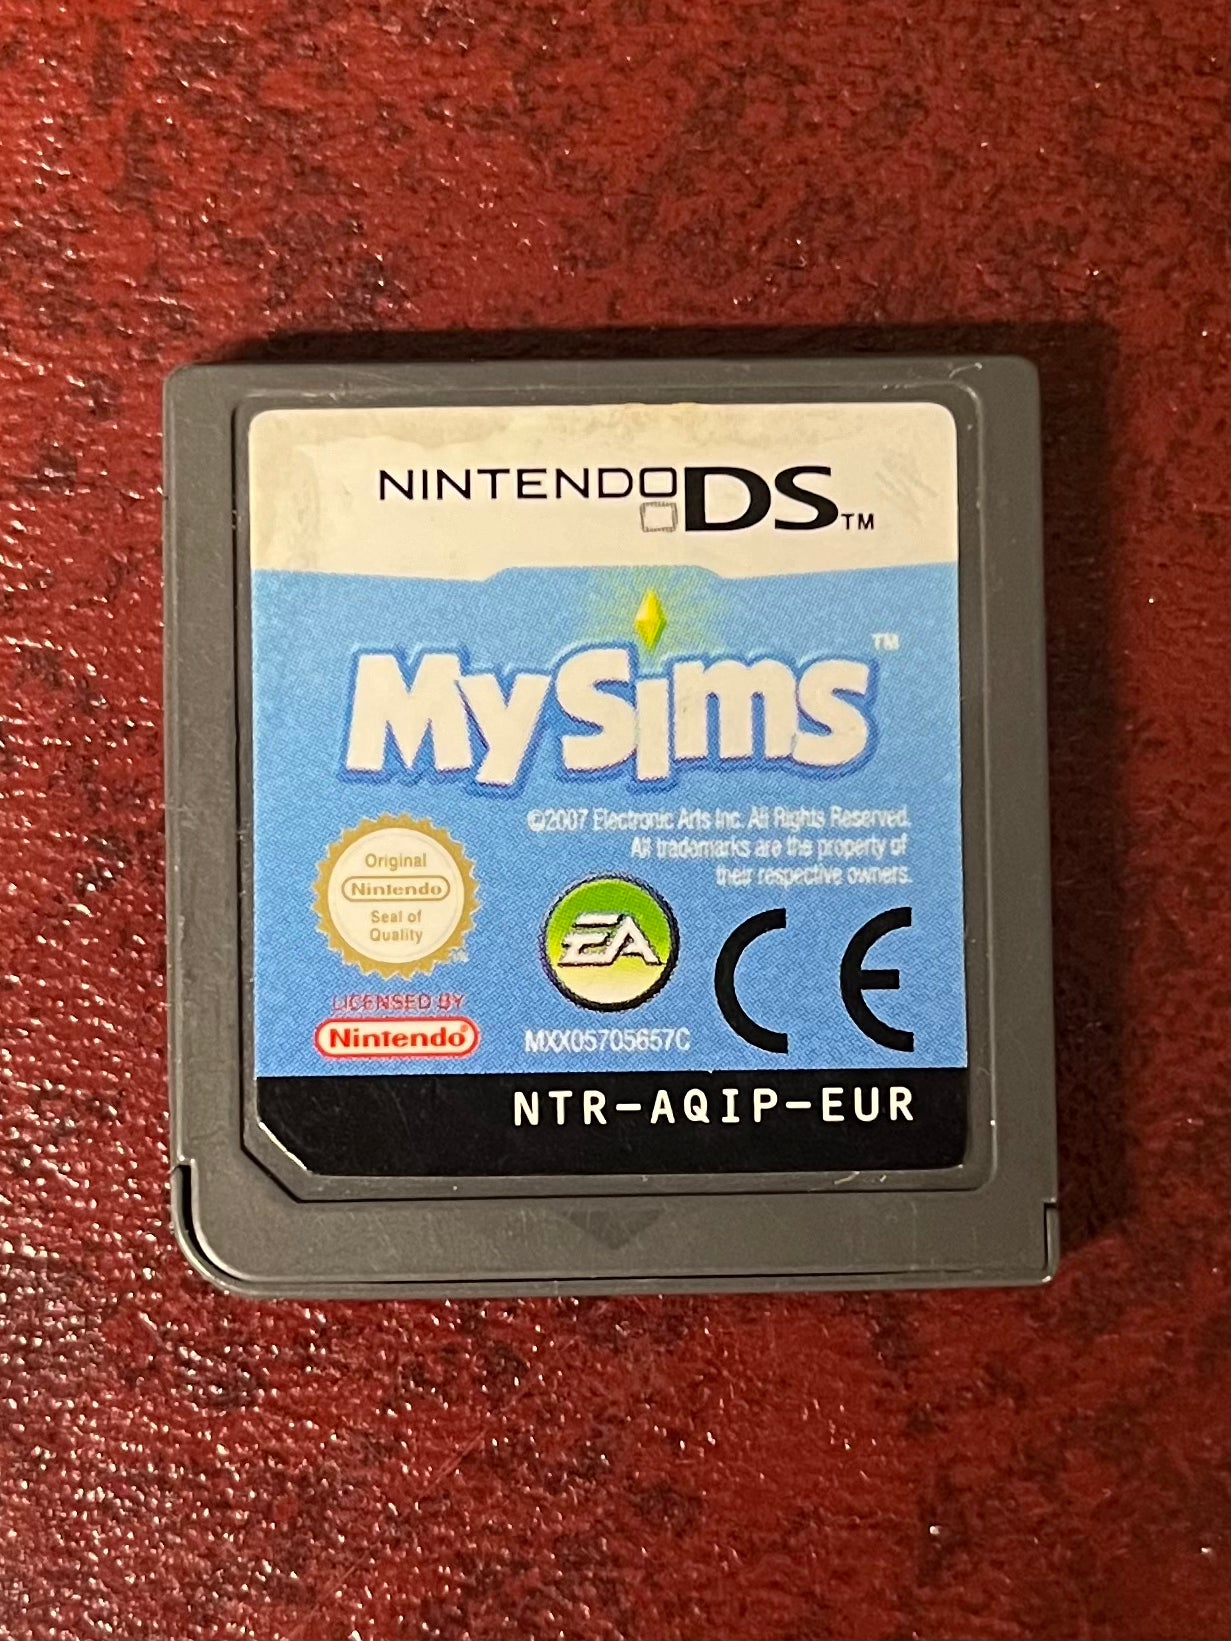 NINTENDO DS™
MySims™
©2007 Electronic Arts Inc. All Rights Reserved.
All trademarks are the property of
their respective owners.
Original
Nintendo
Seal of
Quality
™
EA
CE
LICENSED BY
Nintendo®
MXX05705657C
NTR-AQIP-EUR